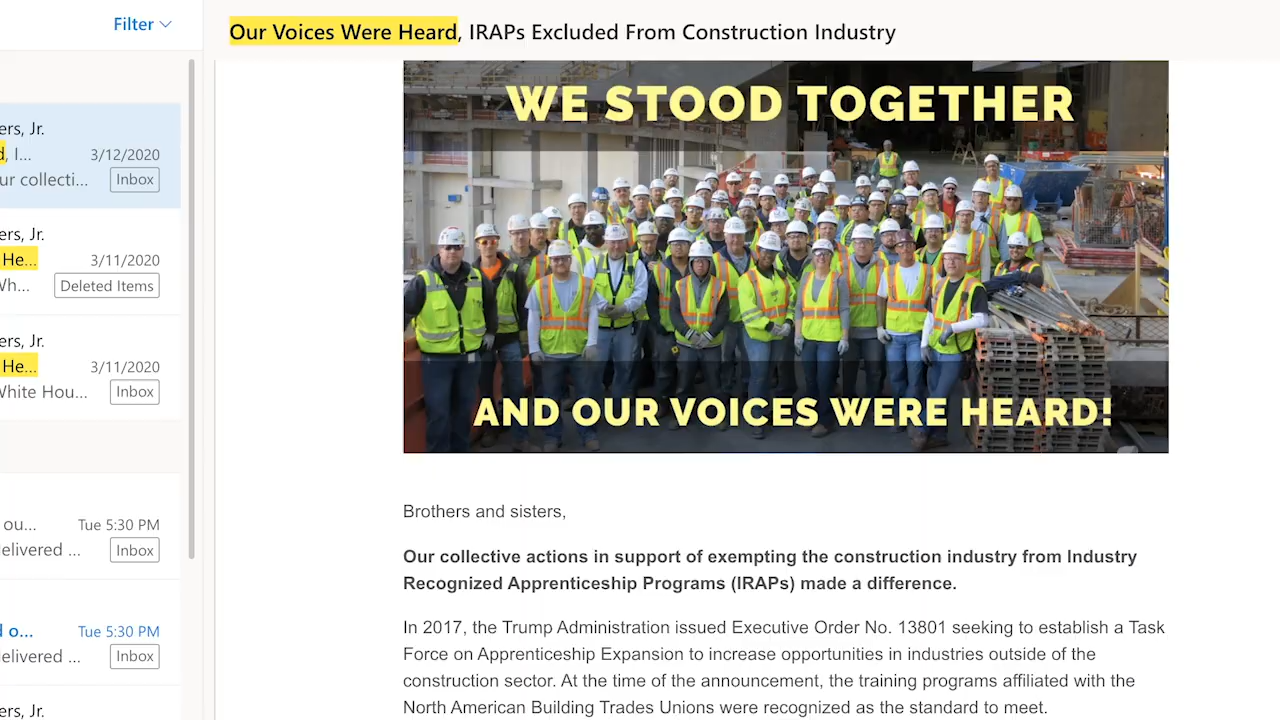 Filter
Our Voices Were Heard, IRAPs Excluded From Construction Industry
ers, Jr.
d, I... 3/12/2020
ur collecti... Inbox
ers, Jr.
He... 3/11/2020
Wh... Deleted Items
ers, Jr.
He... 3/11/2020
White Hou... Inbox
ou... Tue 5:30 PM
elivered ... Inbox
d o... Tue 5:30 PM
elivered ... Inbox
ers, Jr.
WE STOOD TOGETHER
AND OUR VOICES WERE HEARD!
Brothers and sisters,
Our collective actions in support of exempting the construction industry from Industry
Recognized Apprenticeship Programs (IRAPs) made a difference.
In 2017, the Trump Administration issued Executive Order No. 13801 seeking to establish a Task
Force on Apprenticeship Expansion to increase opportunities in industries outside of the
construction sector. At the time of the announcement, the training programs affiliated with the
North American Building Trades Unions were recognized as the standard to meet.